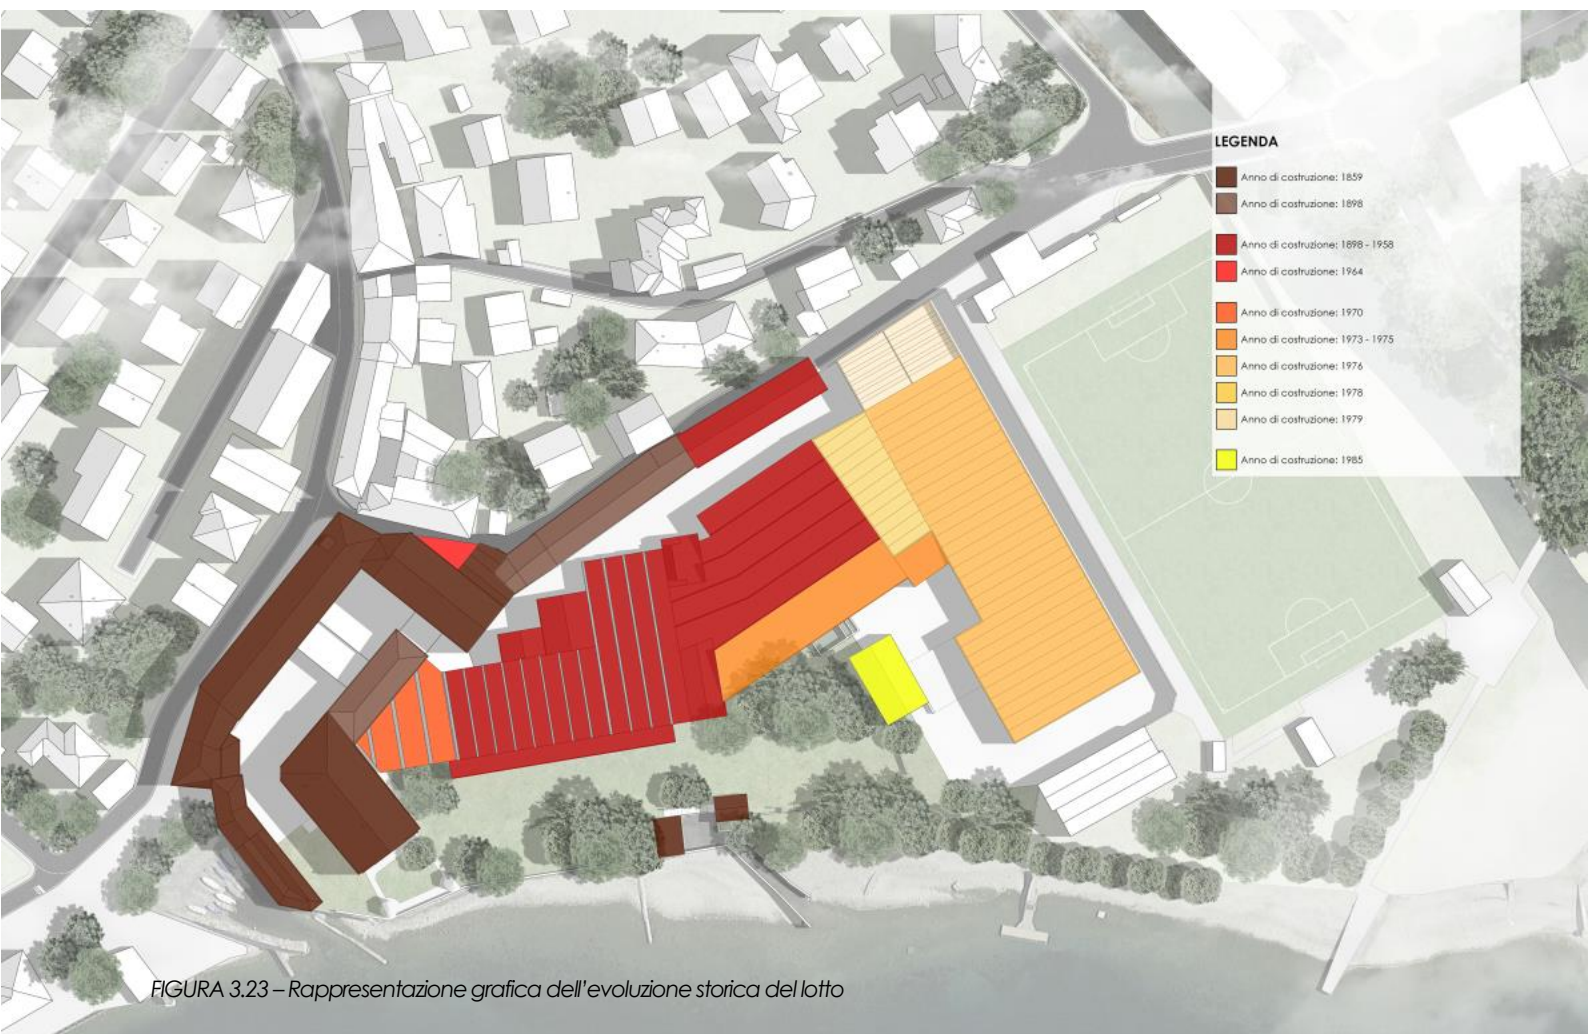 LEGENDA
Anno di costruzione: 1859
Anno di costruzione: 1898
Anno di costruzione: 1898 - 1958
Anno di costruzione: 1964
Anno di costruzione: 1970
Anno di costruzione: 1973 - 1975
Anno di costruzione: 1976
Anno di costruzione: 1978
Anno di costruzione: 1979
Anno di costruzione: 1985
FIGURA 3.23 – Rappresentazione grafica dell'evoluzione storica del lotto